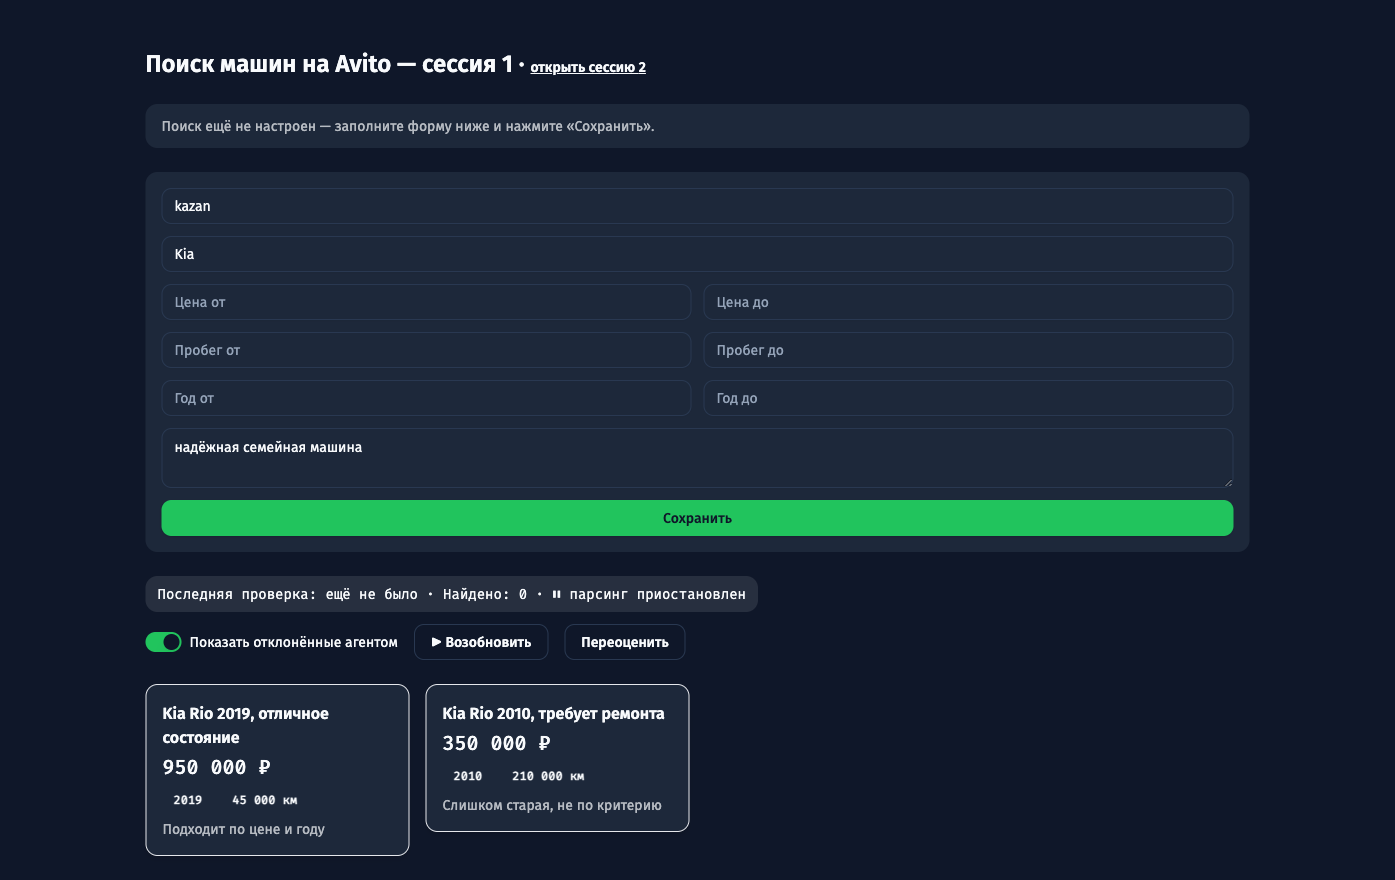 Поиск машин на Avito — сессия 1 · открыть сессию 2
Поиск ещё не настроен — заполните форму ниже и нажмите «Сохранить».
kazan
Kia
Цена от Цена до
Пробег от Пробег до
Год от Год до
надёжная семейная машина
Сохранить
Последняя проверка: ещё не было · Найдено: 0 · ⏸ парсинг приостановлен
Показать отклонённые агентом ▶ Возобновить Переоценить
Kia Rio 2019, отличное
состояние
950 000 ₽
2019 45 000 км
Подходит по цене и году
Kia Rio 2010, требует ремонта
350 000 ₽
2010 210 000 км
Слишком старая, не по критерию